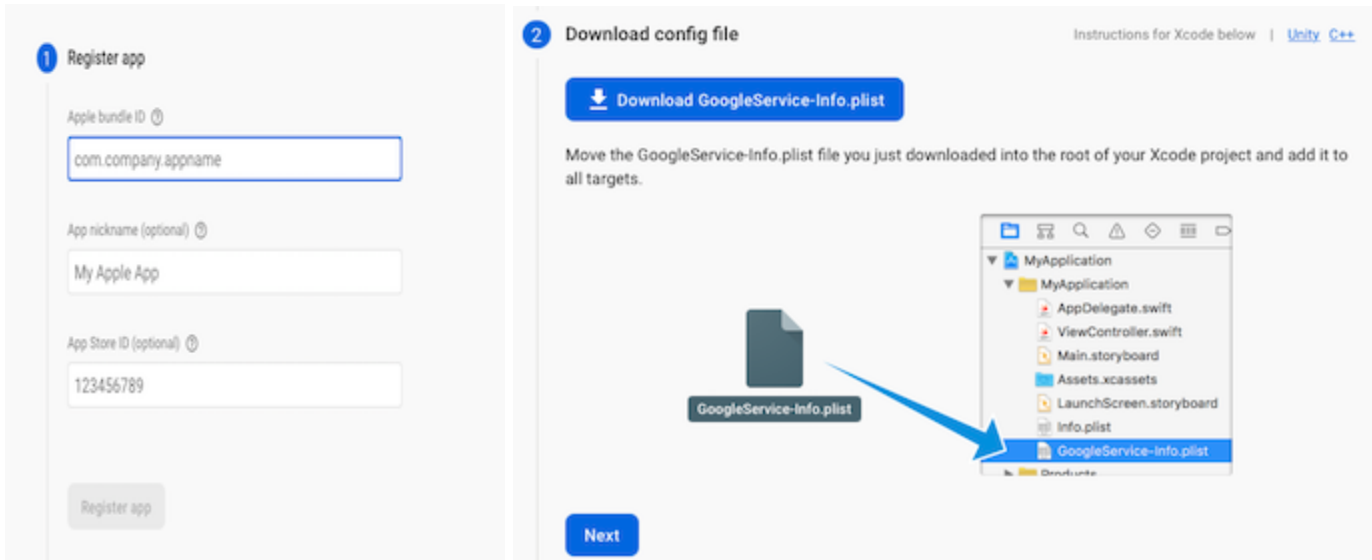 1 Register app
Apple bundle ID
com.company.appname
App nickname (optional)
My Apple App
App Store ID (optional)
123456789
Register app
2 Download config file
Instructions for Xcode below | Unity C++
Download GoogleService-Info.plist
Move the GoogleService-Info.plist file you just downloaded into the root of your Xcode project and add it to
all targets.
GoogleService-Info.plist
MyApplication
MyApplication
AppDelegate.swift
ViewController.swift
Main.storyboard
Assets.xcassets
LaunchScreen.storyboard
Info.plist
GoogleService-Info.plist
Products
Next